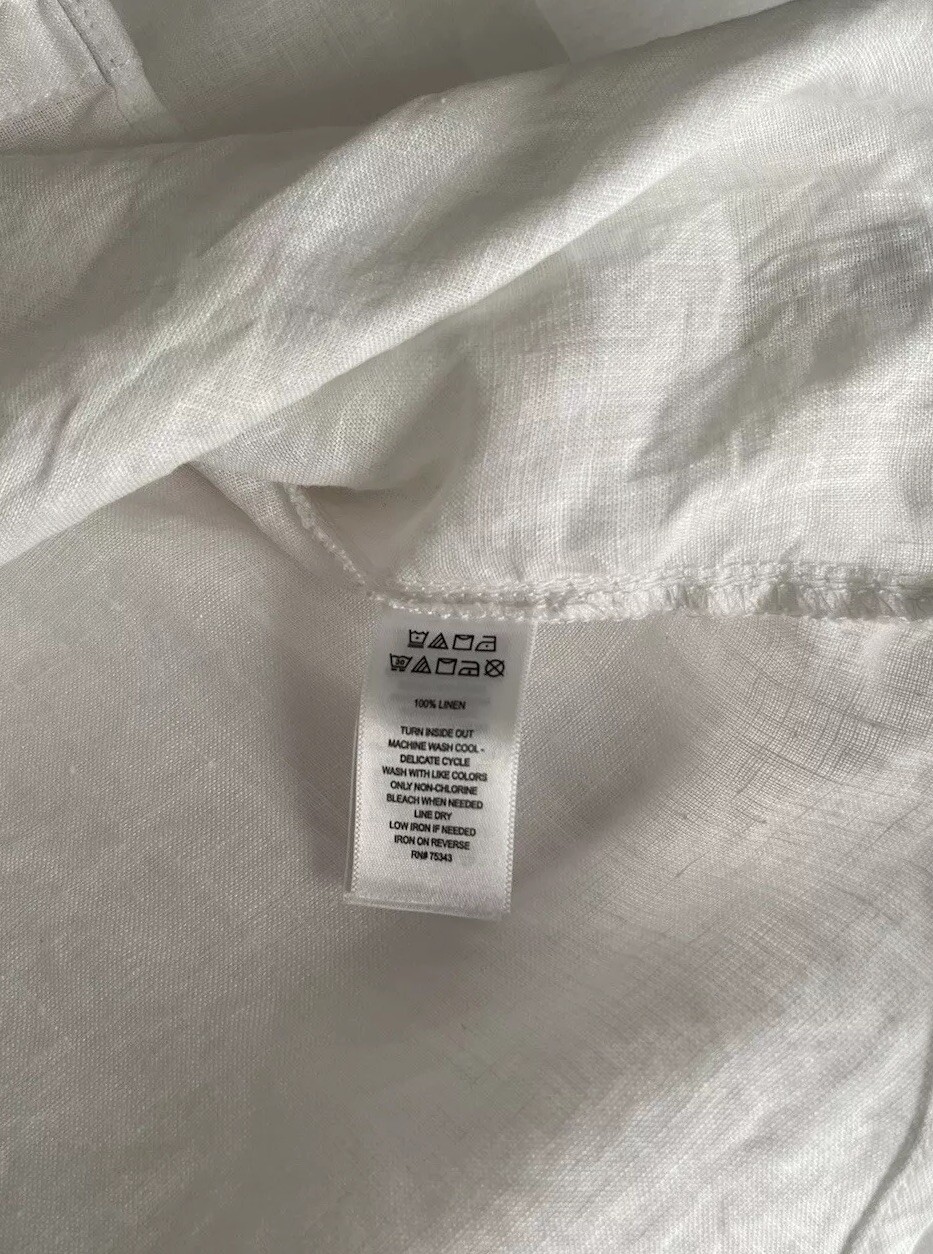 30
100% LINEN
TURN INSIDE OUT
MACHINE WASH COOL -
DELICATE CYCLE
WASH WITH LIKE COLORS
ONLY NON-CHLORINE
BLEACH WHEN NEEDED
LINE DRY
LOW IRON IF NEEDED
IRON ON REVERSE
RN# 75343